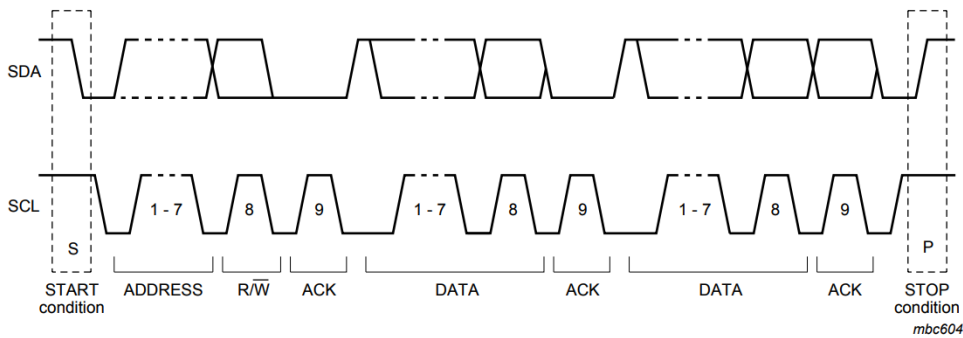 SDA
SCL
1 - 7
8
9
1 - 7
8
9
1 - 7
8
9
S
P
START
condition
ADDRESS
R/W̅
ACK
DATA
ACK
DATA
ACK
STOP
condition
mbc604